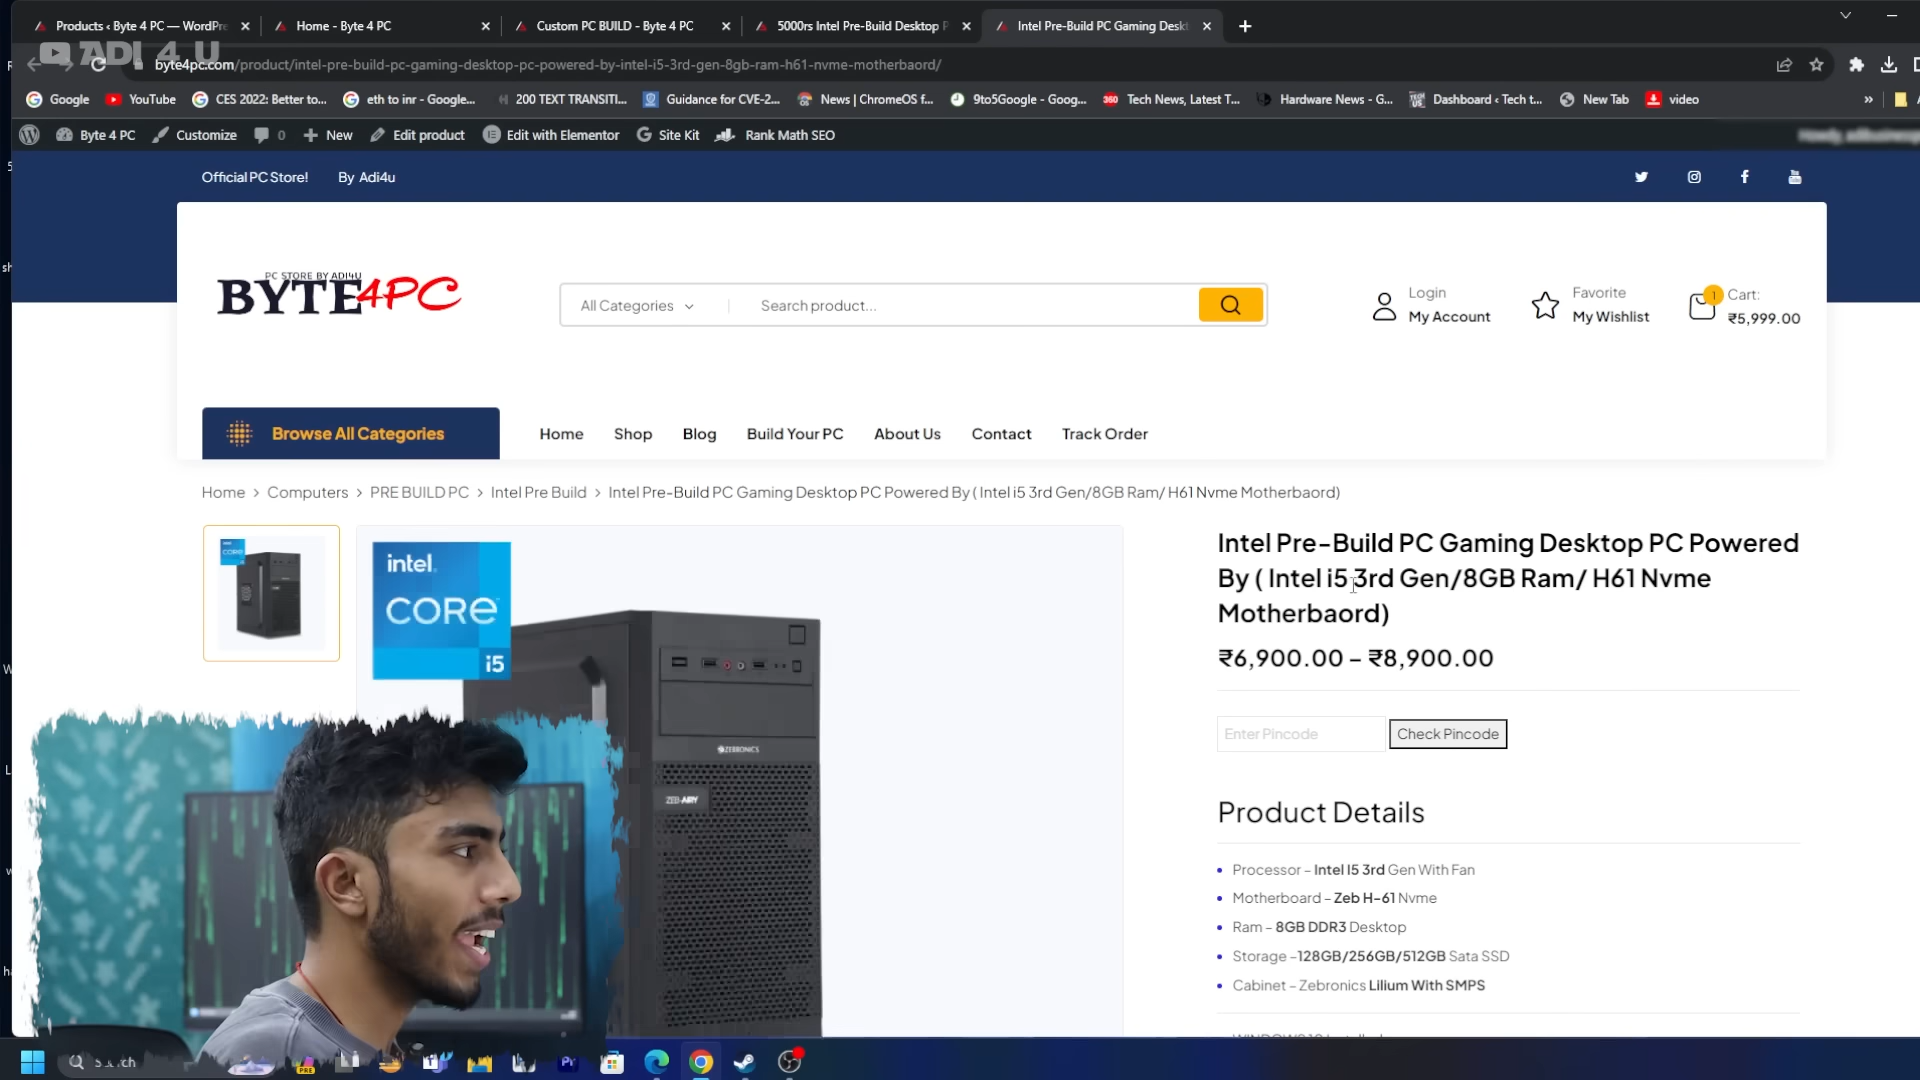 Products ‹ Byte 4 PC — WordPre
Home - Byte 4 PC
Custom PC BUILD - Byte 4 PC
5000rs Intel Pre-Build Desktop P
Intel Pre-Build PC Gaming Deskt
ADI 4 U
byte4pc.com/product/intel-pre-build-pc-gaming-desktop-pc-powered-by-intel-i5-3rd-gen-8gb-ram-h61-nvme-motherbaord/
Google
YouTube
CES 2022: Better to...
eth to inr - Google...
200 TEXT TRANSITI...
Guidance for CVE-2...
News | ChromeOS f...
9to5Google - Goog...
Tech News, Latest T...
Hardware News - G...
Dashboard ‹ Tech t...
New Tab
video
»
Byte 4 PC
Customize
0
New
Edit product
Edit with Elementor
Site Kit
Rank Math SEO
Official PC Store!
By Adi4u
PC STORE BY ADI4U
BYTE4PC
All Categories
Search product...
Login
My Account
Favorite
My Wishlist
1
Cart:
₹5,999.00
Browse All Categories
Home
Shop
Blog
Build Your PC
About Us
Contact
Track Order
Home > Computers > PRE BUILD PC > Intel Pre Build > Intel Pre-Build PC Gaming Desktop PC Powered By ( Intel i5 3rd Gen/8GB Ram/ H61 Nvme Motherbaord)
intel.
CORE
i5
ZEBRONICS
ZEB-ARY
Intel Pre-Build PC Gaming Desktop PC Powered
By ( Intel i5 3rd Gen/8GB Ram/ H61 Nvme
Motherbaord)
₹6,900.00 – ₹8,900.00
Enter Pincode
Check Pincode
Product Details
Processor – Intel I5 3rd Gen With Fan
Motherboard – Zeb H-61 Nvme
Ram – 8GB DDR3 Desktop
Storage –128GB/256GB/512GB Sata SSD
Cabinet – Zebronics Lilium With SMPS